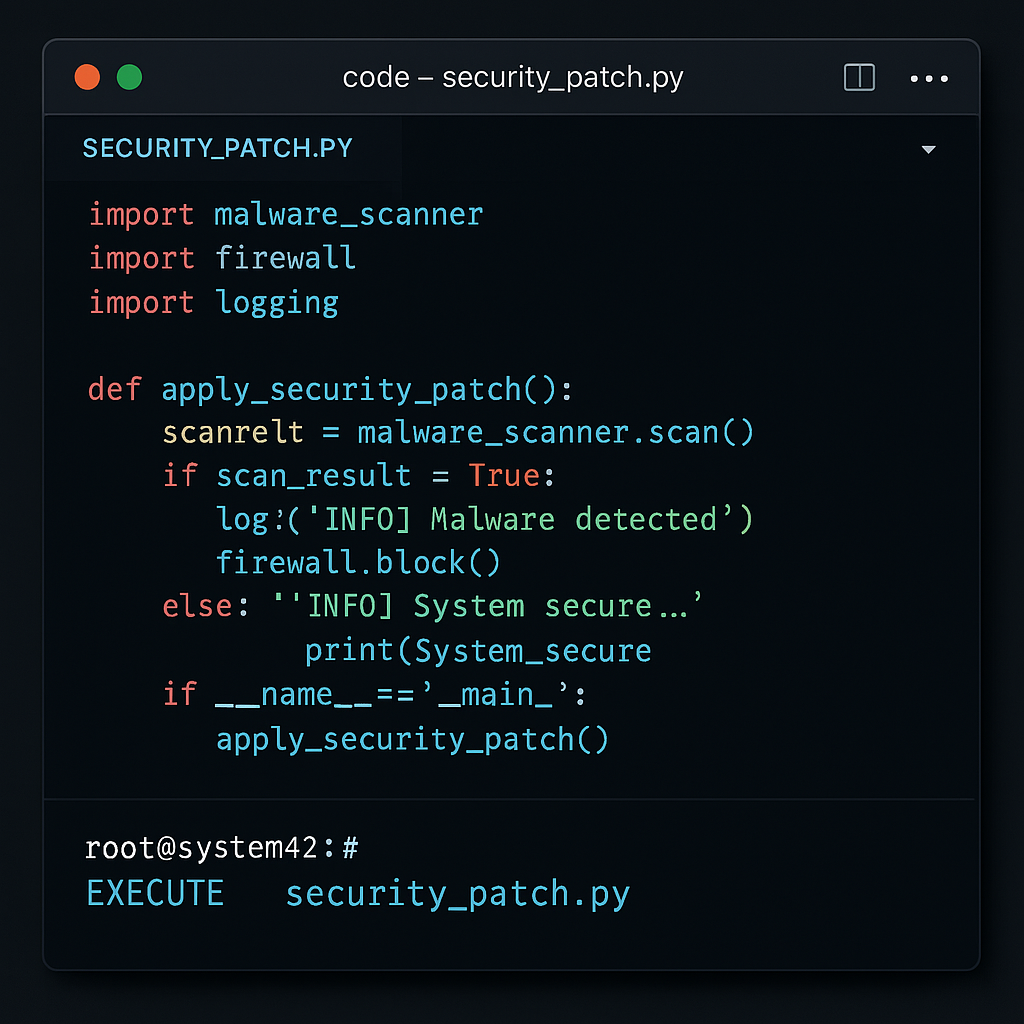 code – security_patch.py
SECURITY_PATCH.PY
import malware_scanner
import firewall
import logging
def apply_security_patch():
scanrelt = malware_scanner.scan()
if scan_result = True:
log:('INFO] Malware detected’)
firewall.block()
else: ''INFO] System secure...’
print(System_secure
if __name__==’_main_’:
apply_security_patch()
root@system42:#
EXECUTE security_patch.py